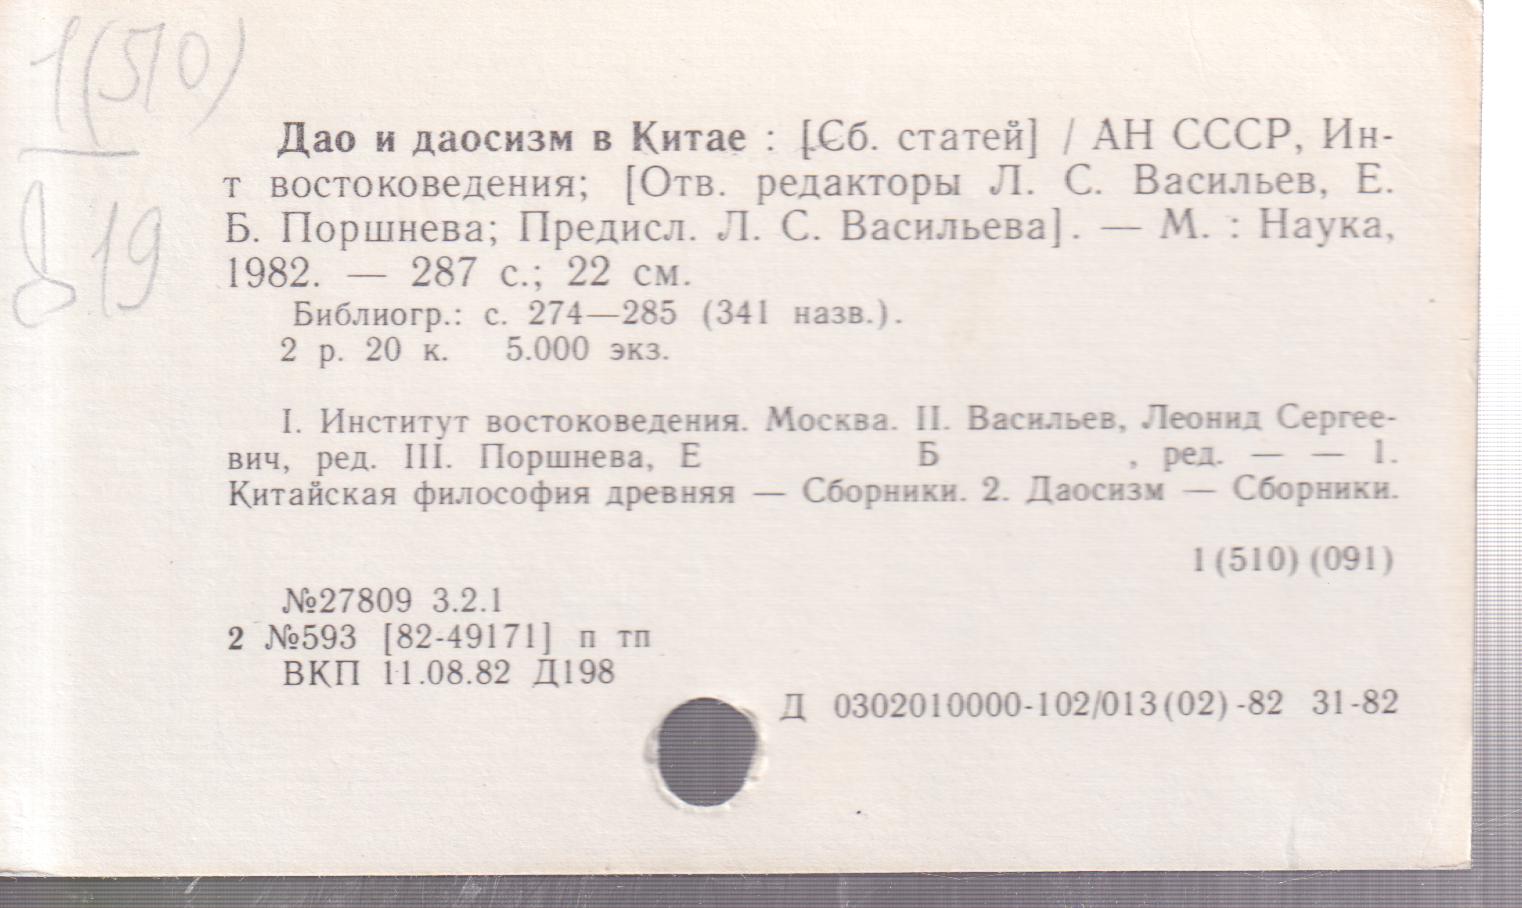 1(510)
Д19
Дао и даосизм в Китае : [Сб. статей] / АН СССР, Ин-
т востоковедения; [Отв. редакторы Л. С. Васильев, Е.
Б. Поршнева; Предисл. Л. С. Васильева]. — М. : Наука,
1982. — 287 с.; 22 см.
Библиогр.: с. 274—285 (341 назв.).
2 р. 20 к. 5.000 экз.
I. Институт востоковедения. Москва. II. Васильев, Леонид Сергее-
вич, ред. III. Поршнева, Е Б , ред. — — 1.
Китайская философия древняя — Сборники. 2. Даосизм — Сборники.
1(510)(091)
№27809 3.2.1
2 №593 [82-49171] п тп
ВКП 11.08.82 Д198
Д 0302010000-102/013(02)-82 31-82